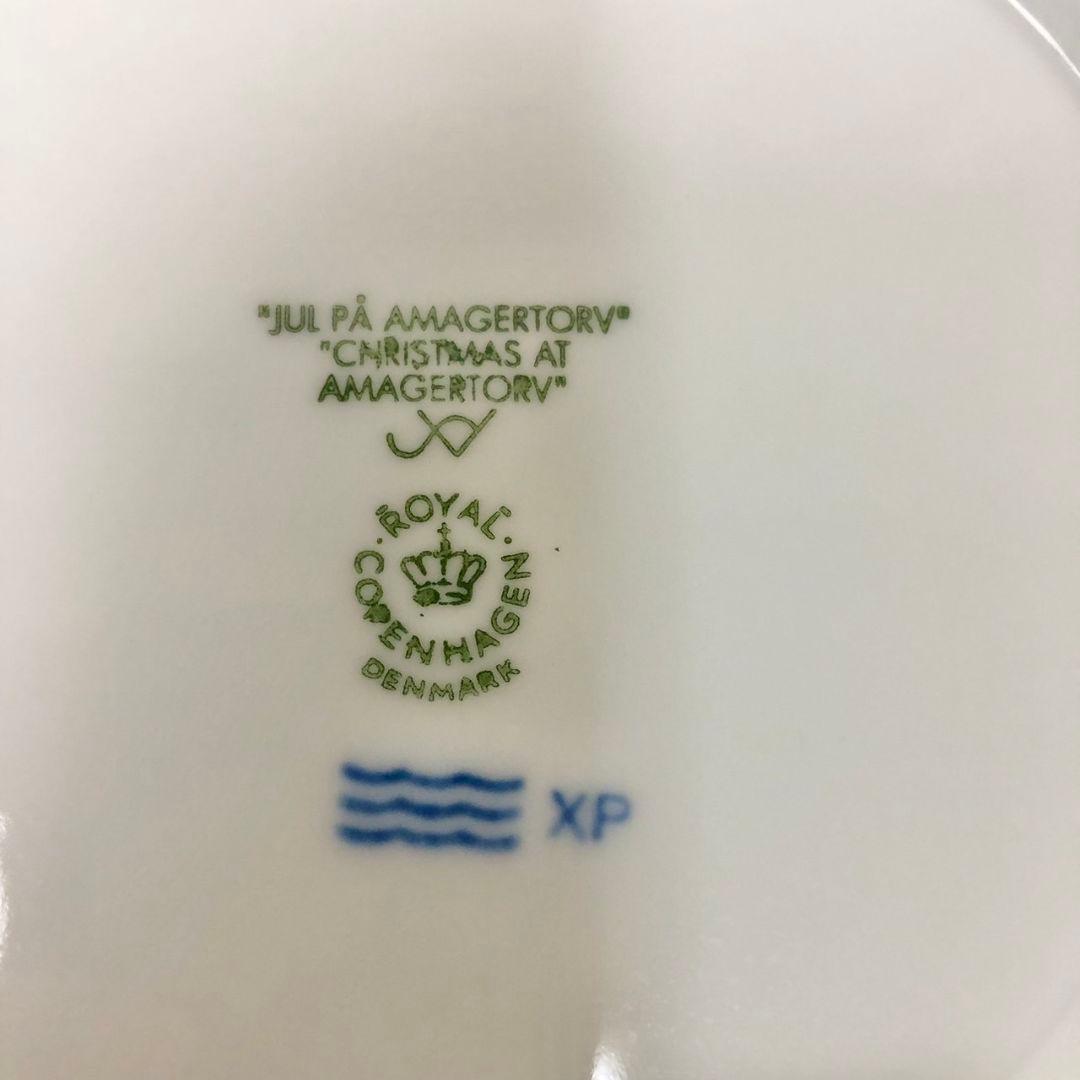 "JUL PÅ AMAGERTORV"
"CHRISTMAS AT
AMAGERTORV"
ROYAL
COPENHAGEN
DENMARK
XP